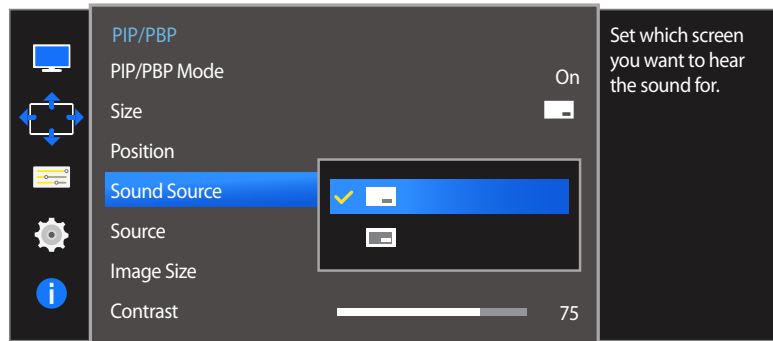 PIP/PBP
PIP/PBP Mode
On
Size
Position
Sound Source
Source
Image Size
Contrast
75
Set which screen
you want to hear
the sound for.